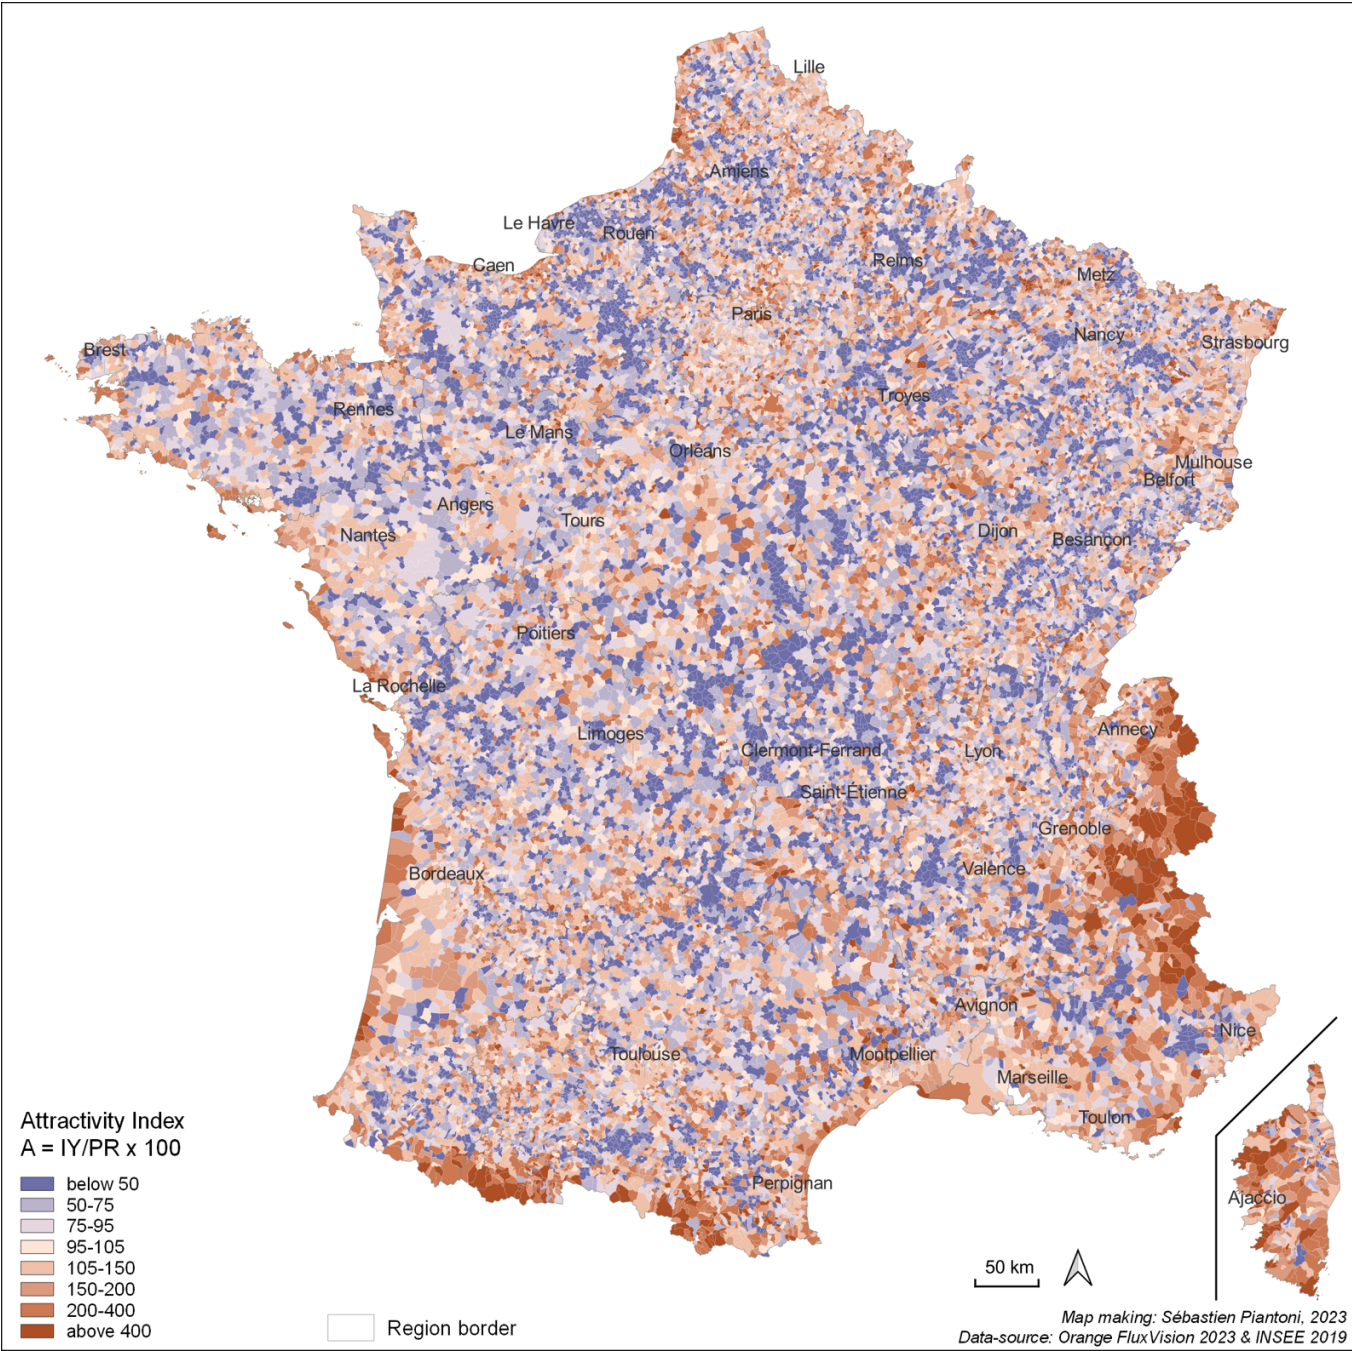 Lille
Amiens
Le Havre
Rouen
Reims
Caen
Metz
Paris
Nancy
Strasbourg
Brest
Troyes
Rennes
Le Mans
Orléans
Mulhouse
Belfort
Angers
Tours
Nantes
Dijon
Besançon
Poitiers
La Rochelle
Limoges
Annecy
Clermont-Ferrand
Lyon
Saint-Étienne
Grenoble
Bordeaux
Valence
Avignon
Nice
Toulouse
Montpellier
Marseille
Toulon
Perpignan
Ajaccio
Attractivity Index
A = IY/PR x 100
below 50
50-75
75-95
95-105
105-150
150-200
200-400
above 400
Region border
50 km
Map making: Sébastien Piantoni, 2023
Data-source: Orange FluxVision 2023 & INSEE 2019